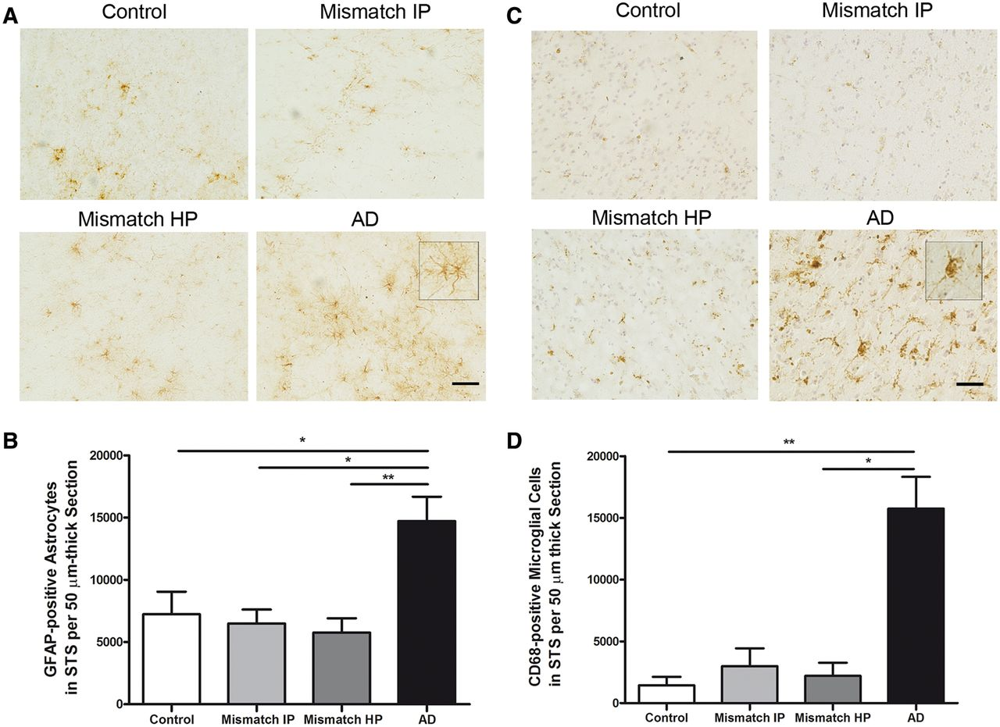 A
Control
Mismatch IP
Mismatch HP
AD
B
GFAP-positive Astrocytes
in STS per 50 μm-thick Section
20000
15000
10000
5000
0
*
*
**
Control
Mismatch IP
Mismatch HP
AD
C
Control
Mismatch IP
Mismatch HP
AD
D
CD68-positive Microglial Cells
in STS per 50 μm thick Section
20000
15000
10000
5000
0
**
*
Control
Mismatch IP
Mismatch HP
AD